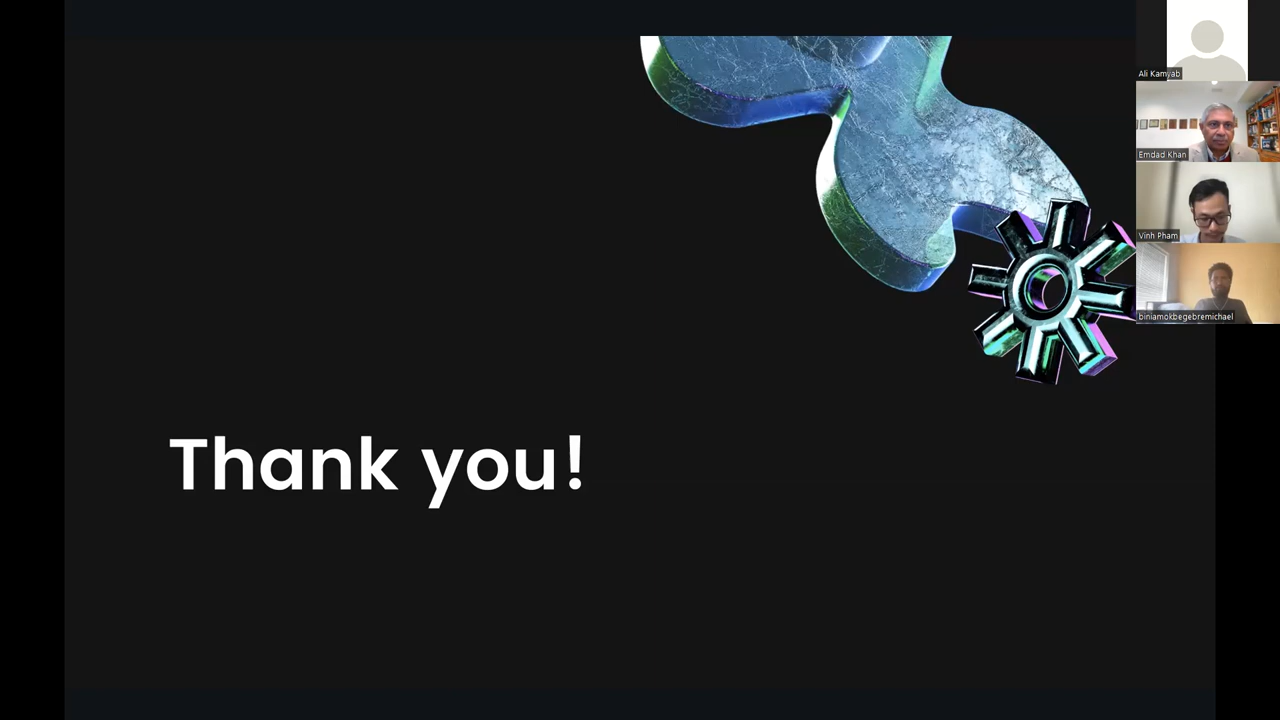 Ali Kamyab
Emdad Khan
Vinh Pham
biniamokbegebremichael
Thank you!